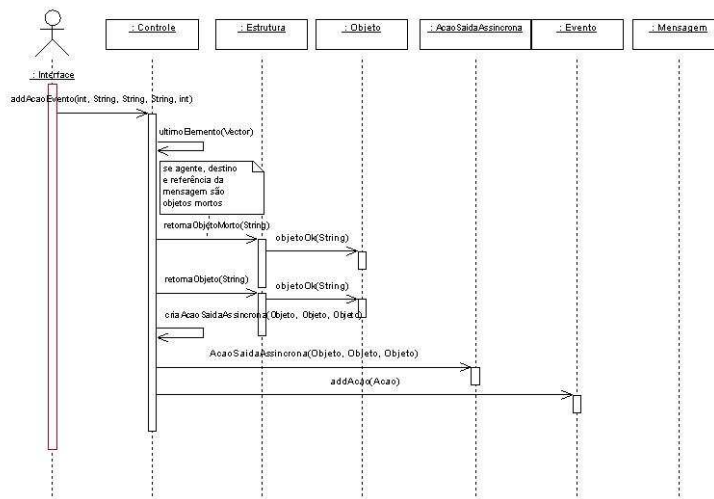 : Controle
: Estrutura
: Objeto
: AcaoSaidaAssincrona
: Evento
: Mensagem
: Interface
addAcaoEvento(int, String, String, String, int)
ultimoElemento(Vector)
se agente, destino
e referência da
mensagem são
objetos mortos
retornaObjetoMorto(String)
objetoOk(String)
retornaObjeto(String)
objetoOk(String)
criaAcaoSaidaAssincrona(Objeto, Objeto, Objeto)
AcaoSaidaAssincrona(Objeto, Objeto, Objeto)
addAcao(Acao)